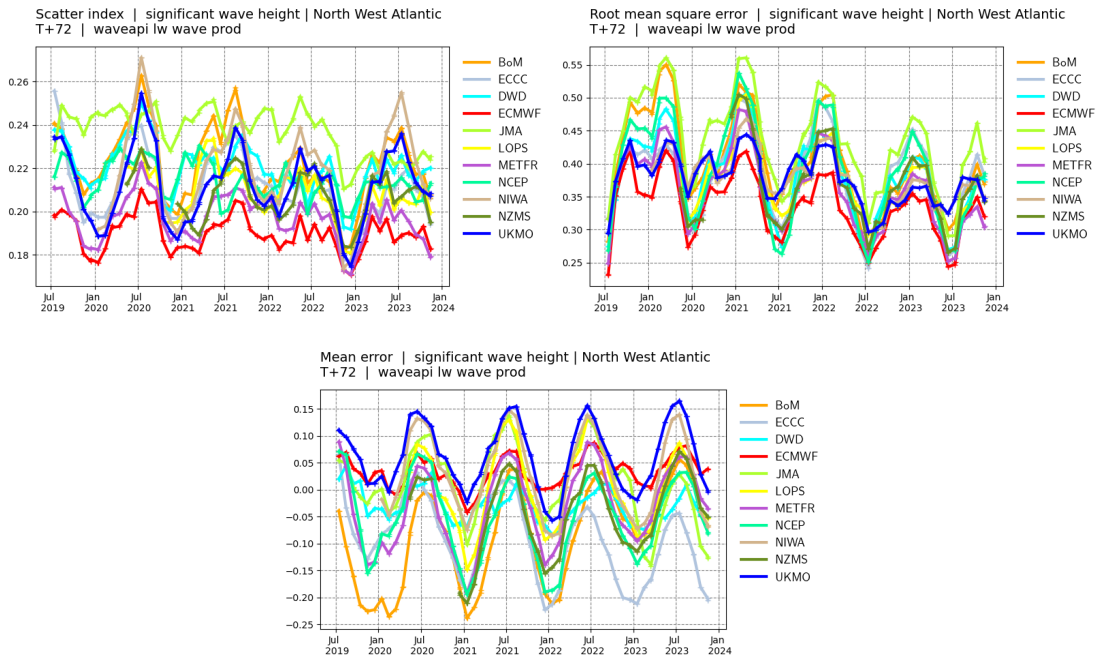 Scatter index | significant wave height | North West Atlantic
T+72 | waveapi lw wave prod
0.26
0.24
0.22
0.20
0.18
Jul 2019
Jan 2020
Jul 2020
Jan 2021
Jul 2021
Jan 2022
Jul 2022
Jan 2023
Jul 2023
Jan 2024
BoM
ECCC
DWD
ECMWF
JMA
LOPS
METFR
NCEP
NIWA
NZMS
UKMO
Root mean square error | significant wave height | North West Atlantic
T+72 | waveapi lw wave prod
0.55
0.50
0.45
0.40
0.35
0.30
0.25
Jul 2019
Jan 2020
Jul 2020
Jan 2021
Jul 2021
Jan 2022
Jul 2022
Jan 2023
Jul 2023
Jan 2024
BoM
ECCC
DWD
ECMWF
JMA
LOPS
METFR
NCEP
NIWA
NZMS
UKMO
Mean error | significant wave height | North West Atlantic
T+72 | waveapi lw wave prod
0.15
0.10
0.05
0.00
−0.05
−0.10
−0.15
−0.20
−0.25
Jul 2019
Jan 2020
Jul 2020
Jan 2021
Jul 2021
Jan 2022
Jul 2022
Jan 2023
Jul 2023
Jan 2024
BoM
ECCC
DWD
ECMWF
JMA
LOPS
METFR
NCEP
NIWA
NZMS
UKMO